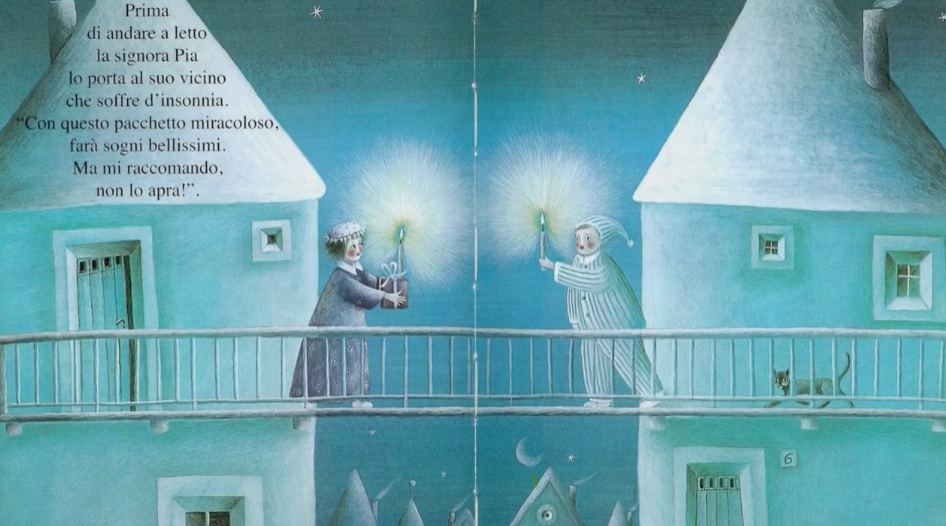 Prima
di andare a letto
la signora Pia
lo porta al suo vicino
che soffre d'insonnia.
“Con questo pacchetto miracoloso,
farà sogni bellissimi.
Ma mi raccomando,
non lo apra!”.
6